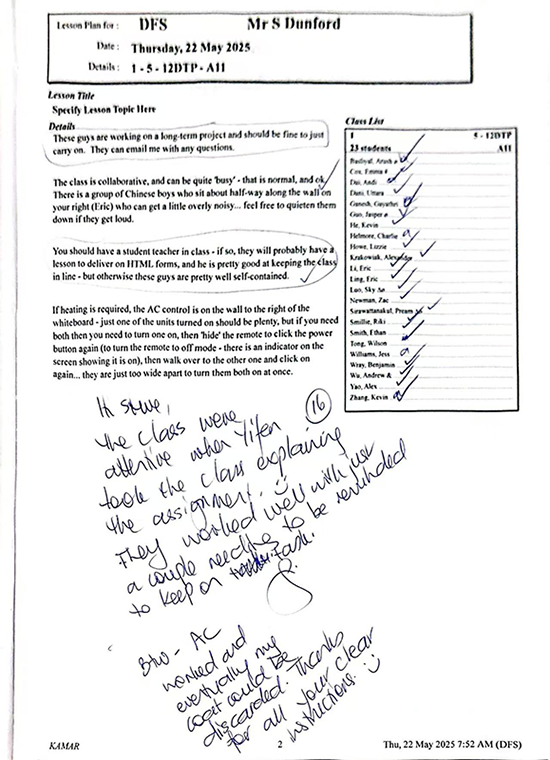 Lesson Plan for : DFS Mr S Dunford
Date : Thursday, 22 May 2025
Details : 1 - 5 - 12DTP - A11
Lesson Title
Specify Lesson Topic Here
Details
These guys are working on a long-term project and should be fine to just
carry on. They can email me with any questions.
The class is collaborative, and can be quite 'busy' - that is normal, and ok.
There is a group of Chinese boys who sit about half-way along the wall on
your right (Eric) who can get a little overly noisy... feel free to quieten them
down if they get loud.
You should have a student teacher in class - if so, they will probably have a
lesson to deliver on HTML forms, and he is pretty good at keeping the class
in line - but otherwise these guys are pretty well self-contained.
If heating is required, the AC control is on the wall to the right of the
whiteboard - just one of the units turned on should be plenty, but if you need
both then you need to turn one on, then 'hide' the remote to click the power
button again (to turn the remote to off mode - there is an indicator on the
screen showing it is on), then walk over to the other one and click on
again... they are just too wide apart to turn them both on at once.
Class List
1 5 - 12DTP
23 students A11
Cox, Emma
Dai, Andi
Ganesh, Gayathri
Guo, Jasper
He, Kevin
Helmore, Charlie
Howe, Lizzie
Krakowiak, Alexander
Li, Eric
Ling, Eric
Luo, Sky
Newman, Zac
Smillie, Riki
Smith, Ethan
Tong, Wilson
Williams, Jess
Wray, Benjamin
Wu, Andrew
Yao, Alex
Zhang, Kevin
16
Hi Steve,
The class were
attentive when Yifen
took the class explaining
the assignment. :)
They worked well with just
a couple needing to be reminded
to keep on task.
BTW - AC
worked and
eventually my
coat could be
discarded. Thanks
for all your clear
instructions. :)
KAMAR 2 Thu, 22 May 2025 7:52 AM (DFS)